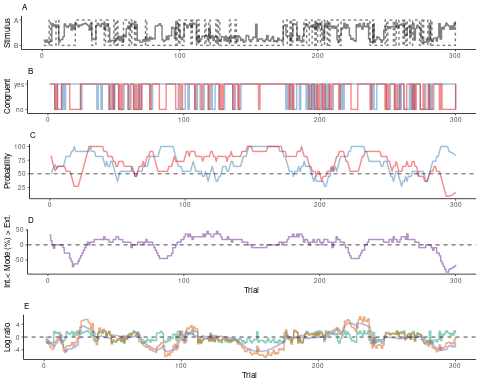 A
Stimulus
A
B
0
100
200
300
B
Congruent
yes
no
0
100
200
300
C
Probability
100
75
50
25
0
100
200
300
D
Int.< Mode (%) > Ext.
50
0
-50
0
100
200
300
Trial
E
Log ratio
4
0
-4
0
100
200
300
Trial